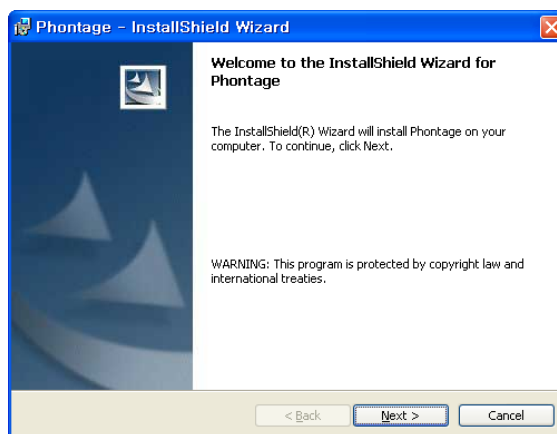 Phontage - InstallShield Wizard
Welcome to the InstallShield Wizard for
Phontage
The InstallShield(R) Wizard will install Phontage on your
computer. To continue, click Next.
WARNING: This program is protected by copyright law and
international treaties.
< Back
Next >
Cancel